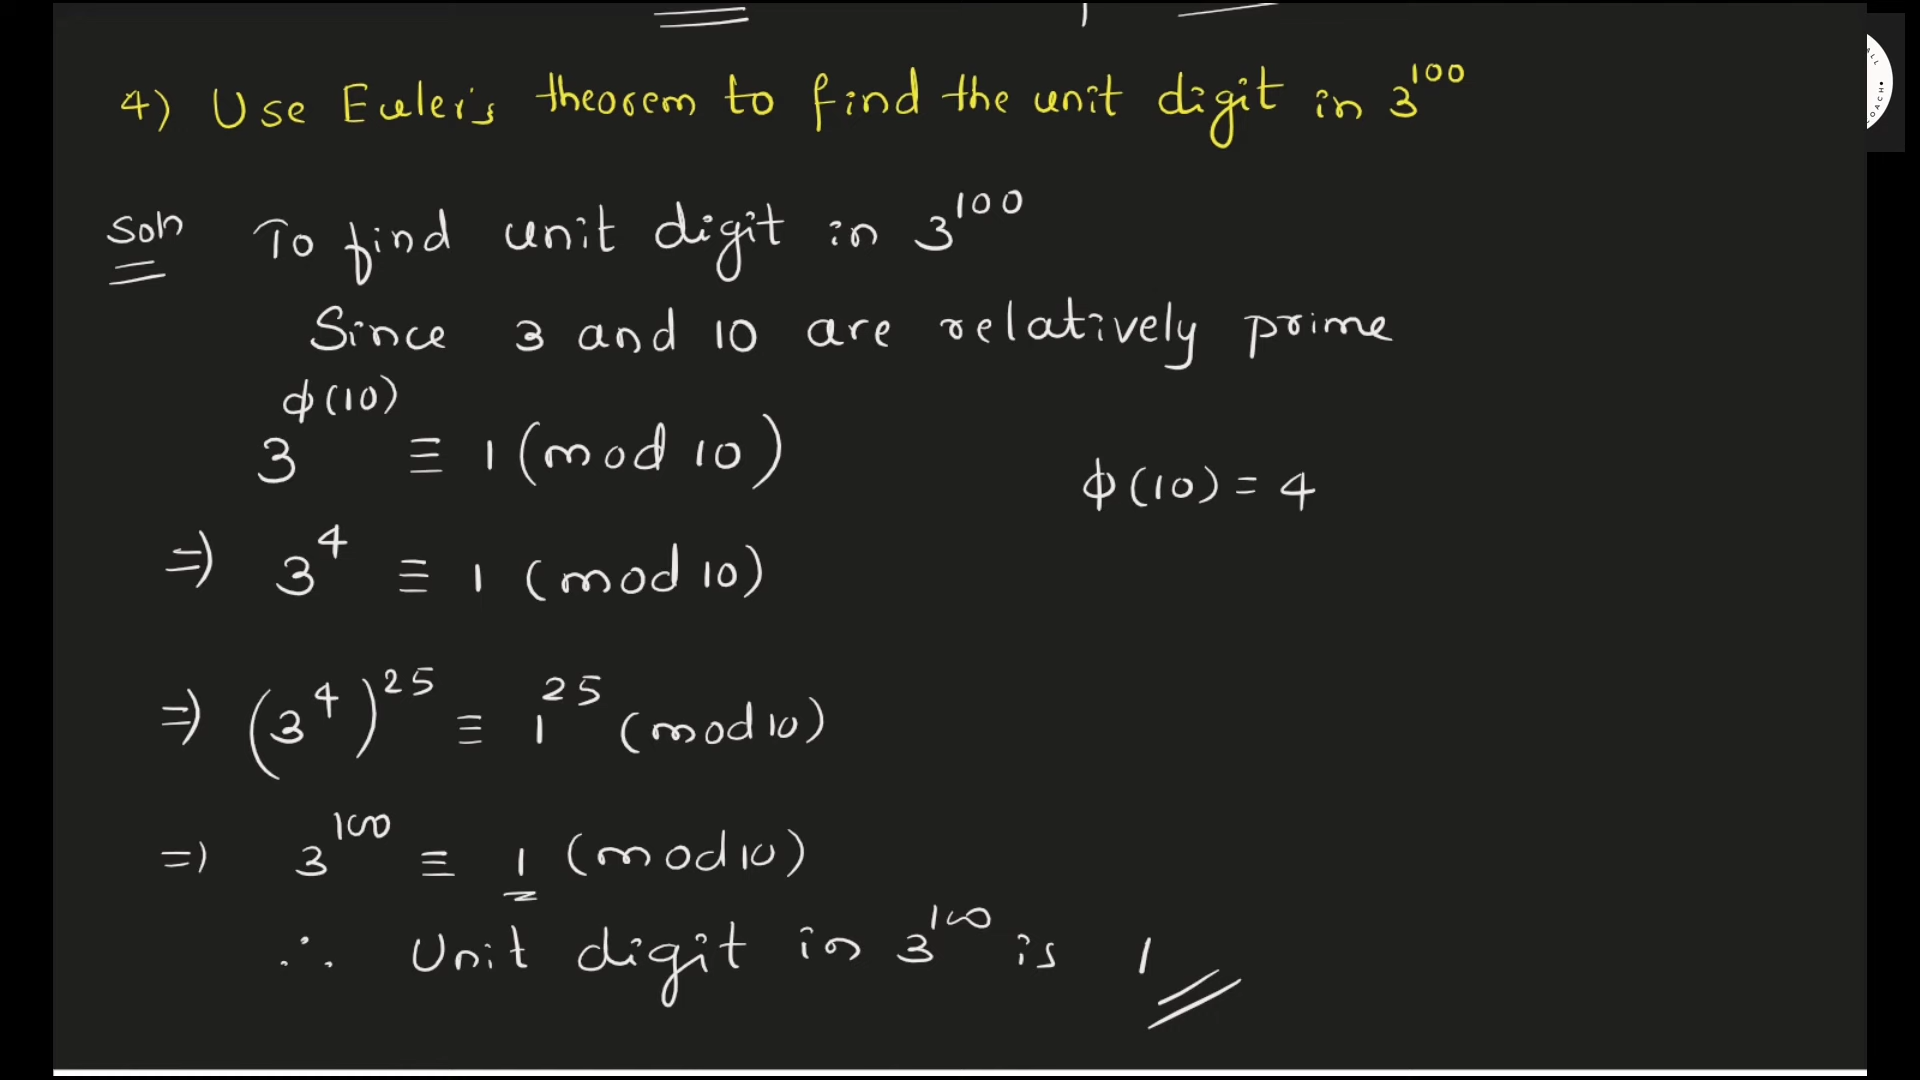 4) Use Euler's theorem to find the unit digit in 3^100
Soln To find unit digit in 3^100
Since 3 and 10 are relatively prime
3^ϕ(10) ≡ 1 (mod 10)
ϕ(10) = 4
⇒ 3^4 ≡ 1 (mod 10)
⇒ (3^4)^25 ≡ 1^25 (mod 10)
⇒ 3^100 ≡ 1 (mod 10)
∴ Unit digit in 3^100 is 1